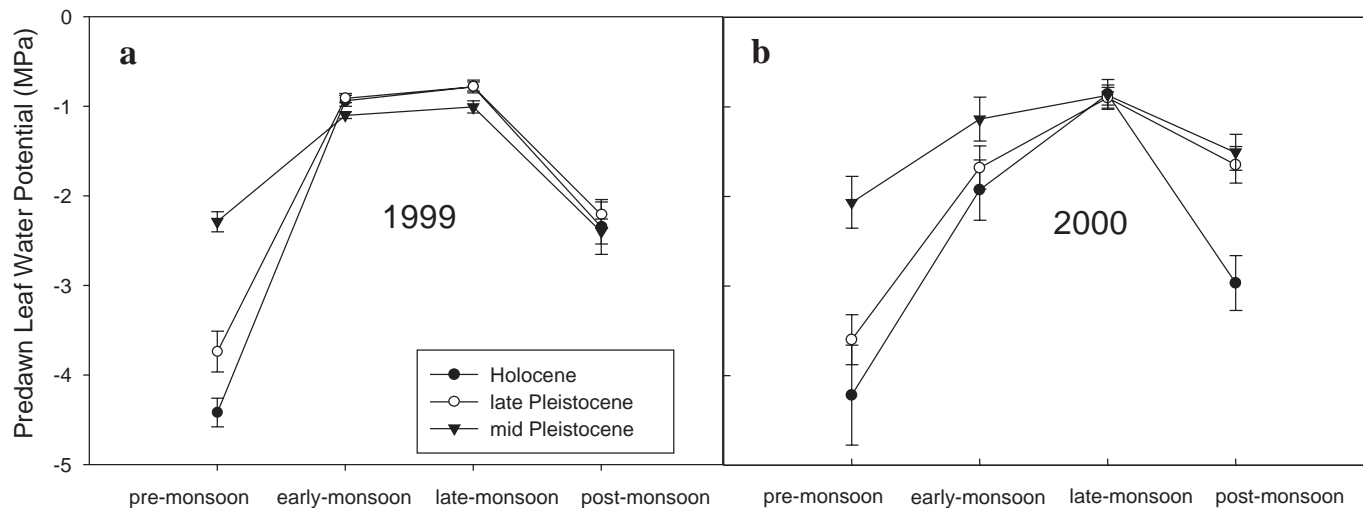 Predawn Leaf Water Potential (MPa)
0
-1
-2
-3
-4
-5
a
1999
Holocene
late Pleistocene
mid Pleistocene
pre-monsoon early-monsoon late-monsoon post-monsoon
b
2000
pre-monsoon early-monsoon late-monsoon post-monsoon